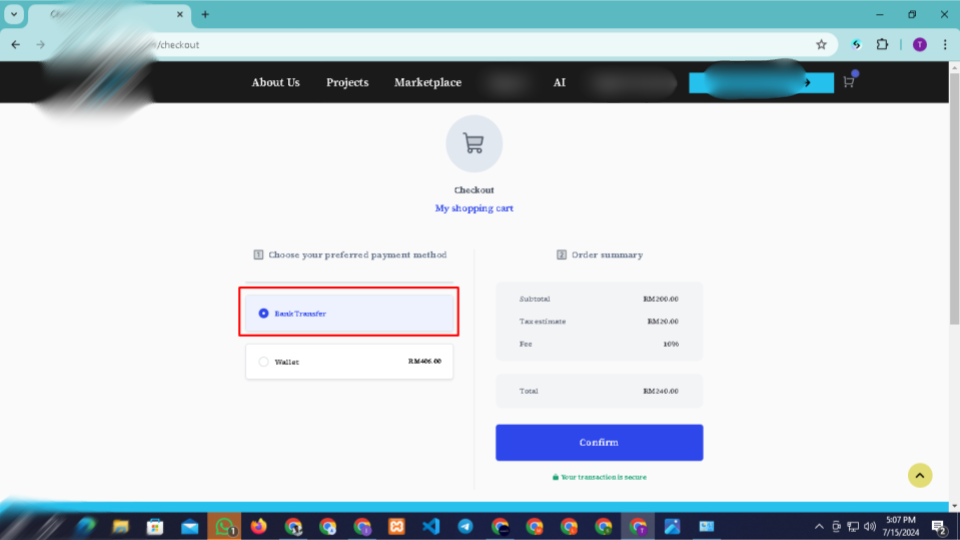 /checkout
T
About Us Projects Marketplace AI
Checkout
My shopping cart
1 Choose your preferred payment method
Bank Transfer
Wallet RM406.00
2 Order summary
Subtotal RM200.00
Tax estimate RM20.00
Fee 10%
Total RM240.00
Confirm
Your transaction is secure
1
5:07 PM
7/15/2024
2